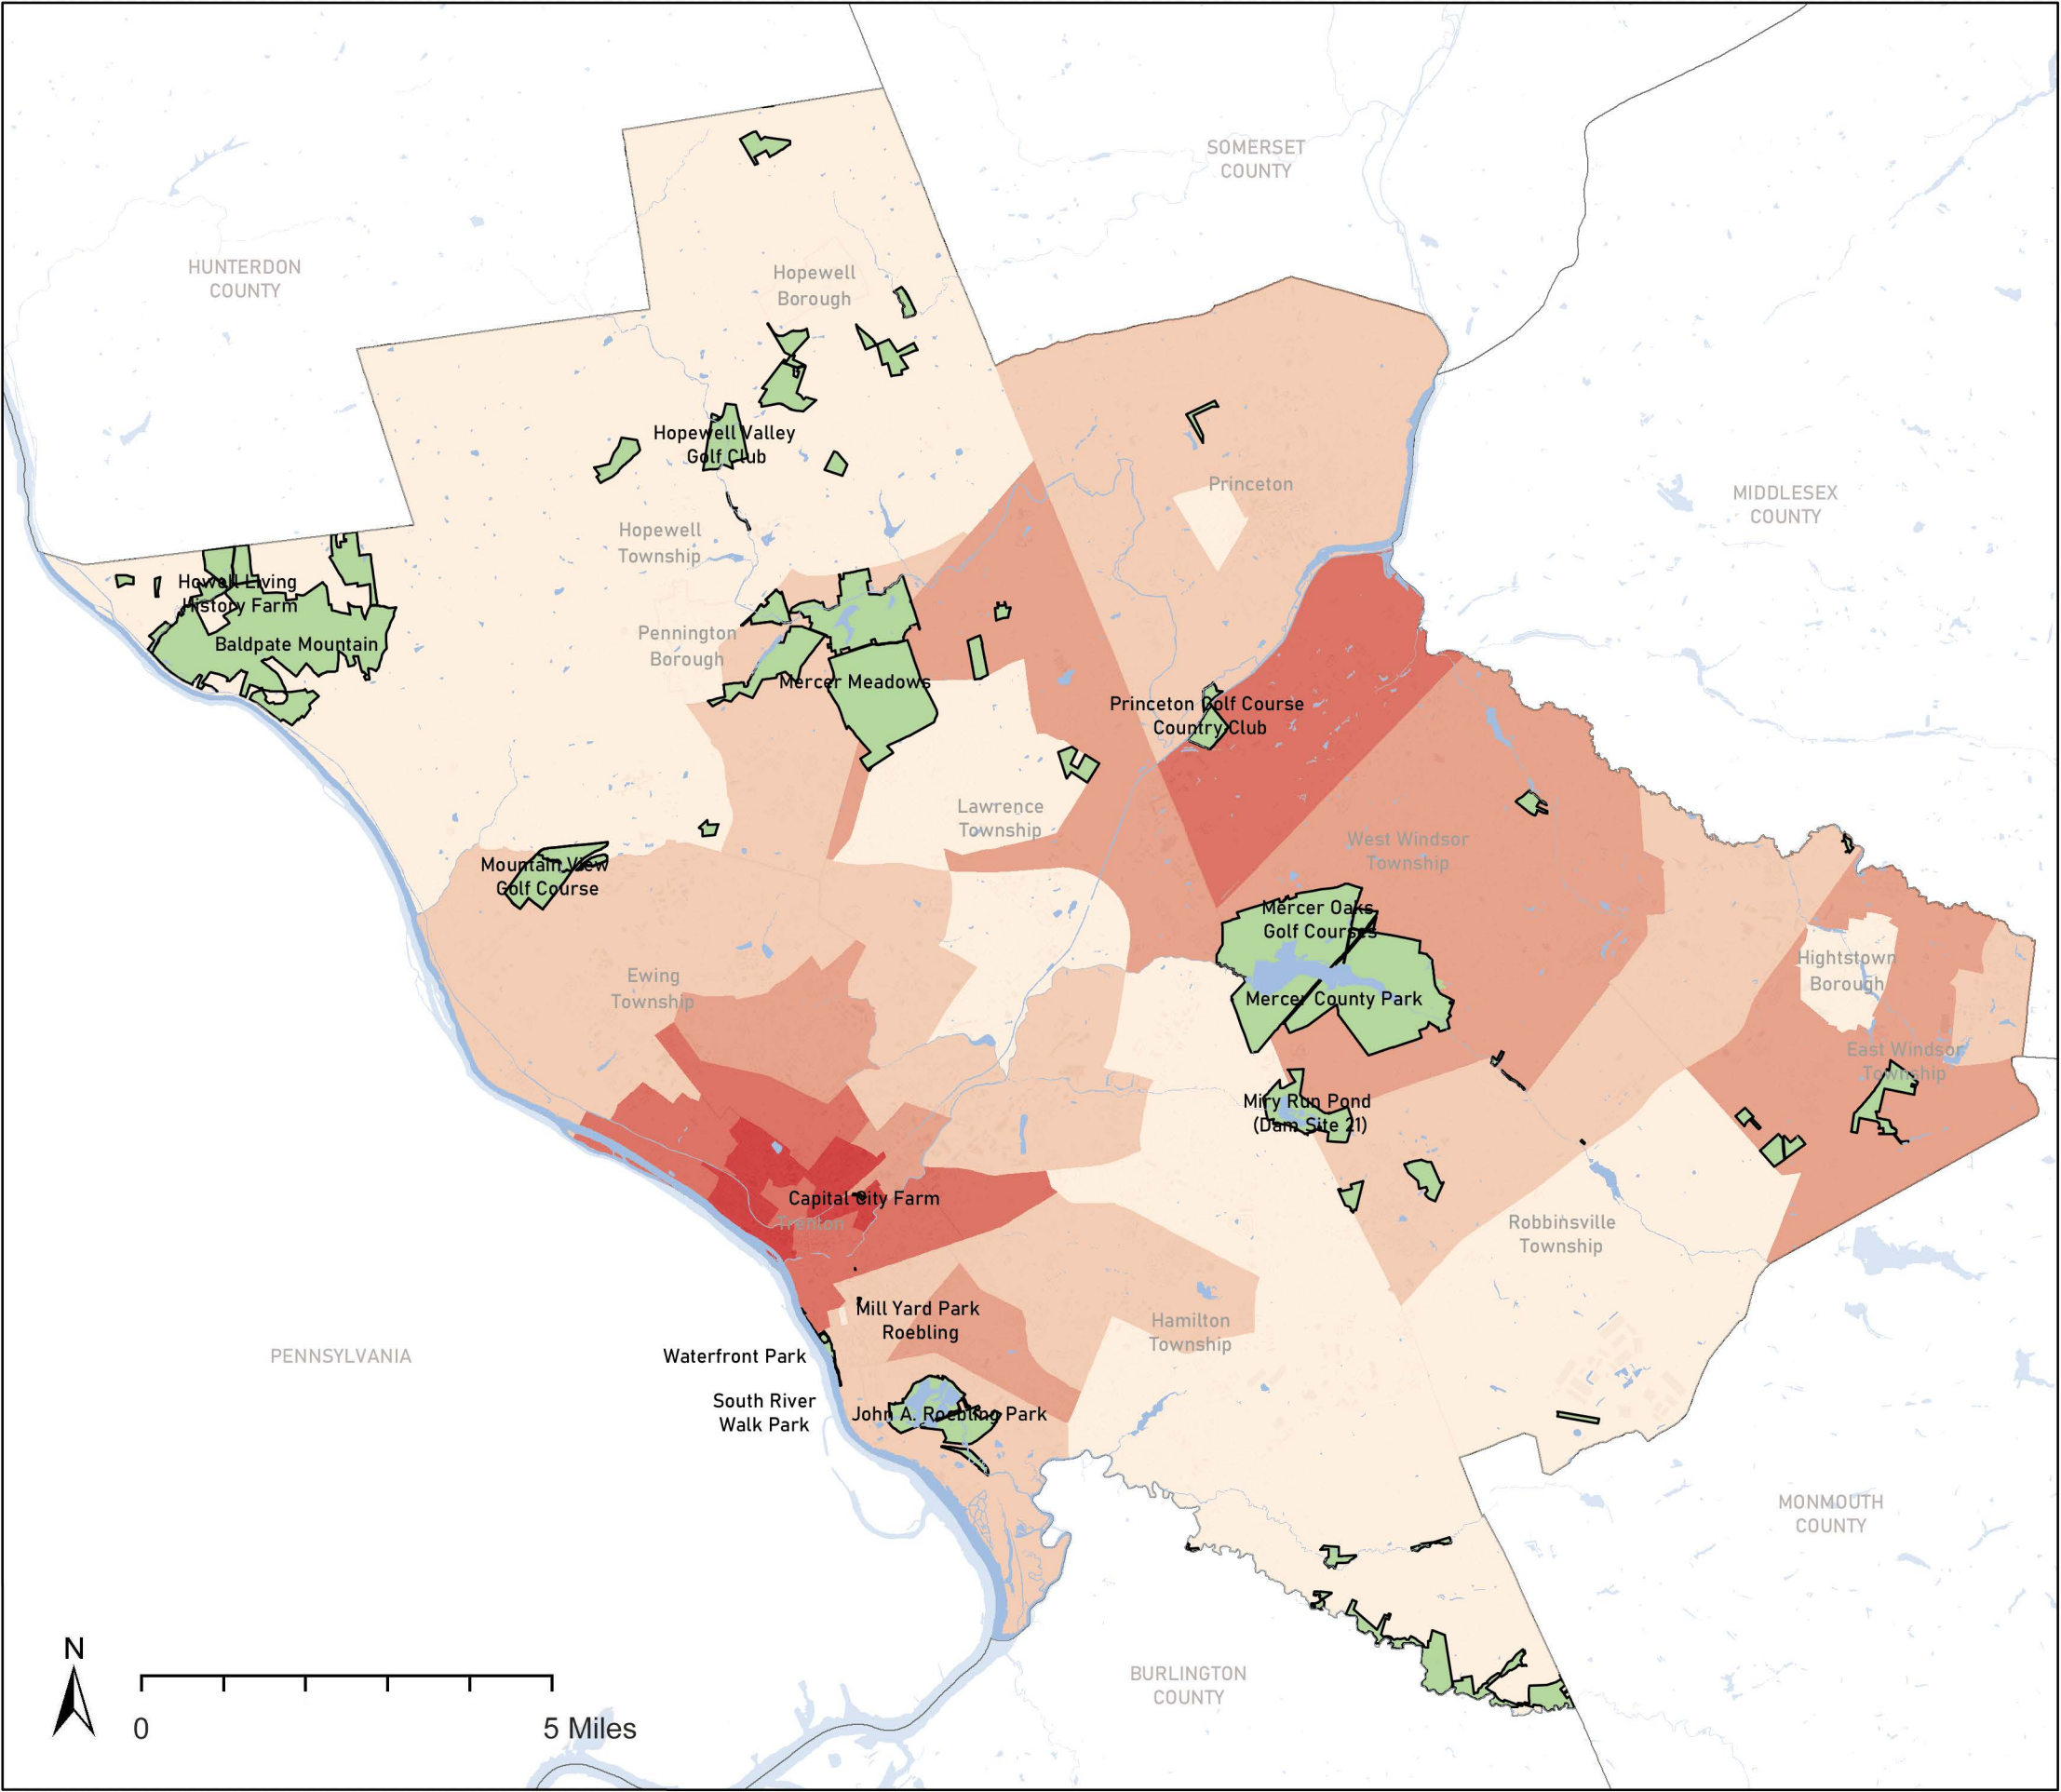 SOMERSET
COUNTY
HUNTERDON
COUNTY
Hopewell
Borough
Hopewell Valley
Golf Club
Princeton
MIDDLESEX
COUNTY
Hopewell
Township
Howell Living
History Farm
Baldpate Mountain
Pennington
Borough
Mercer Meadows
Princeton Golf Course
Country Club
Lawrence
Township
West Windsor
Township
Mountain View
Golf Course
Mercer Oaks
Golf Courses
Hightstown
Borough
Ewing
Township
Mercer County Park
East Windsor
Township
Miry Run Pond
(Dam Site 21)
Capital City Farm
Trenton
Robbinsville
Township
Mill Yard Park
Roebling
Hamilton
Township
PENNSYLVANIA
Waterfront Park
South River
Walk Park
John A. Roebling Park
MONMOUTH
COUNTY
BURLINGTON
COUNTY
N
0
5 Miles